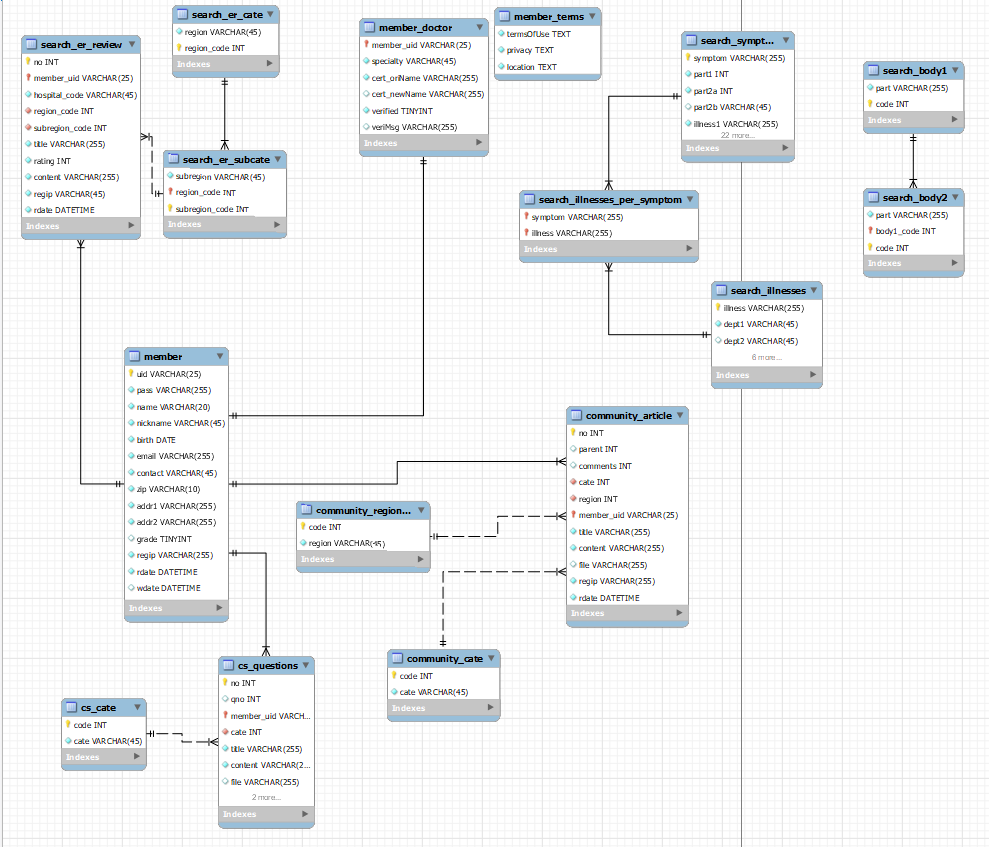 search_er_cate
region VARCHAR(45)
region_code INT
Indexes
search_er_review
no INT
member_uid VARCHAR(25)
hospital_code VARCHAR(45)
region_code INT
subregion_code INT
title VARCHAR(255)
rating INT
content VARCHAR(255)
regip VARCHAR(45)
rdate DATETIME
Indexes
search_er_subcate
subregion VARCHAR(45)
region_code INT
subregion_code INT
Indexes
member_doctor
member_uid VARCHAR(25)
specialty VARCHAR(45)
cert_oriName VARCHAR(255)
cert_newName VARCHAR(255)
verified TINYINT
veriMsg VARCHAR(255)
Indexes
member_terms
termsOfUse TEXT
privacy TEXT
location TEXT
search_sympt...
symptom VARCHAR(255)
part1 INT
part2a INT
part2b VARCHAR(45)
illness1 VARCHAR(255)
22 more...
Indexes
search_body1
part VARCHAR(255)
code INT
Indexes
search_body2
part VARCHAR(255)
body1_code INT
code INT
Indexes
search_illnesses_per_symptom
symptom VARCHAR(255)
illness VARCHAR(255)
Indexes
search_illnesses
illness VARCHAR(255)
dept1 VARCHAR(45)
dept2 VARCHAR(45)
6 more...
Indexes
member
uid VARCHAR(25)
pass VARCHAR(255)
name VARCHAR(20)
nickname VARCHAR(45)
birth DATE
email VARCHAR(255)
contact VARCHAR(45)
zip VARCHAR(10)
addr1 VARCHAR(255)
addr2 VARCHAR(255)
grade TINYINT
regip VARCHAR(255)
rdate DATETIME
wdate DATETIME
Indexes
community_article
no INT
parent INT
comments INT
cate INT
region INT
member_uid VARCHAR(25)
title VARCHAR(255)
content VARCHAR(255)
file VARCHAR(255)
regip VARCHAR(255)
rdate DATETIME
Indexes
community_region...
code INT
region VARCHAR(45)
Indexes
community_cate
code INT
cate VARCHAR(45)
Indexes
cs_questions
no INT
qno INT
member_uid VARCH...
cate INT
title VARCHAR(255)
content VARCHAR(2...
file VARCHAR(255)
2 more...
Indexes
cs_cate
code INT
cate VARCHAR(45)
Indexes